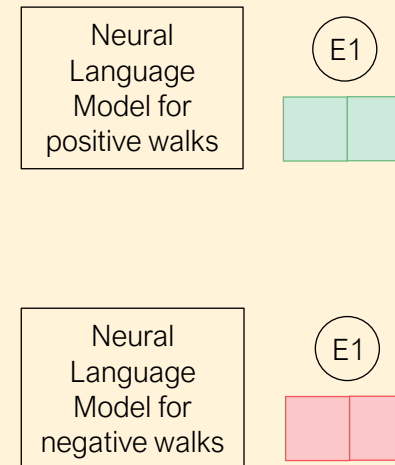 Neural
Language
Model for
positive walks
E1
Neural
Language
Model for
negative walks
E1